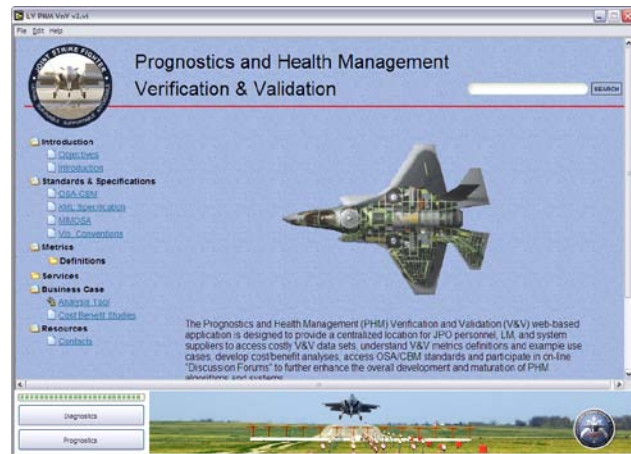 LV PHM VnV v3.vi
File Edit Help
JOINT STRIKE FIGHTER
Prognostics and Health Management
Verification & Validation
SEARCH
Introduction
Objectives
Introduction
Standards & Specifications
OSA-CBM
XML Specification
MIMOSA
Metrics
Definitions
Services
Business Case
Analysis Tool
Cost Benefit Studies
Resources
Contacts
The Prognostics and Health Management (PHM) Verification and Validation (V&V) web-based
application is designed to provide a centralized location for JPO personnel, LM, and system
suppliers to access costly V&V data sets, understand V&V metrics definitions and example use
cases, develop cost/benefit analyses, access OSA/CBM standards and participate in on-line
"Discussion Forums" to further enhance the overall development and maturation of PHM
algorithms and systems
Diagnostics
Prognostics